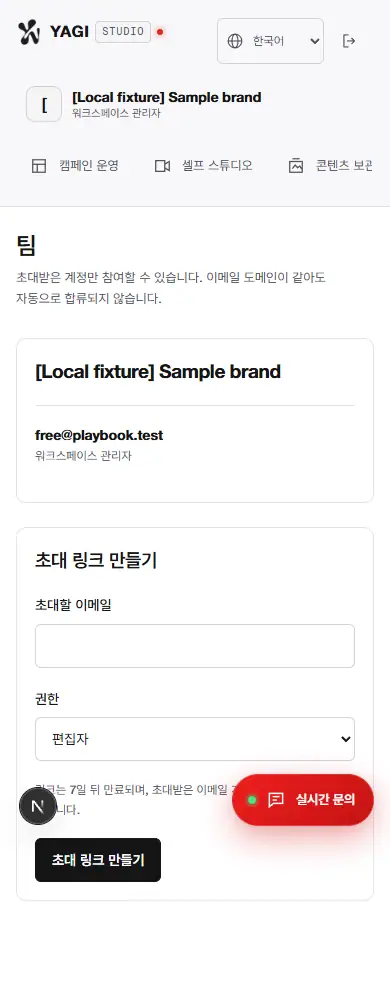 YAGI STUDIO
한국어
[
[Local fixture] Sample brand
워크스페이스 관리자
캠페인 운영 셀프 스튜디오 콘텐츠 보관
팀
초대받은 계정만 참여할 수 있습니다. 이메일 도메인이 같아도
자동으로 합류되지 않습니다.
[Local fixture] Sample brand
free@playbook.test
워크스페이스 관리자
초대 링크 만들기
초대할 이메일
권한
편집자
링크는 7일 뒤 만료되며, 초대받은 이메일
니다.
N
실시간 문의
초대 링크 만들기